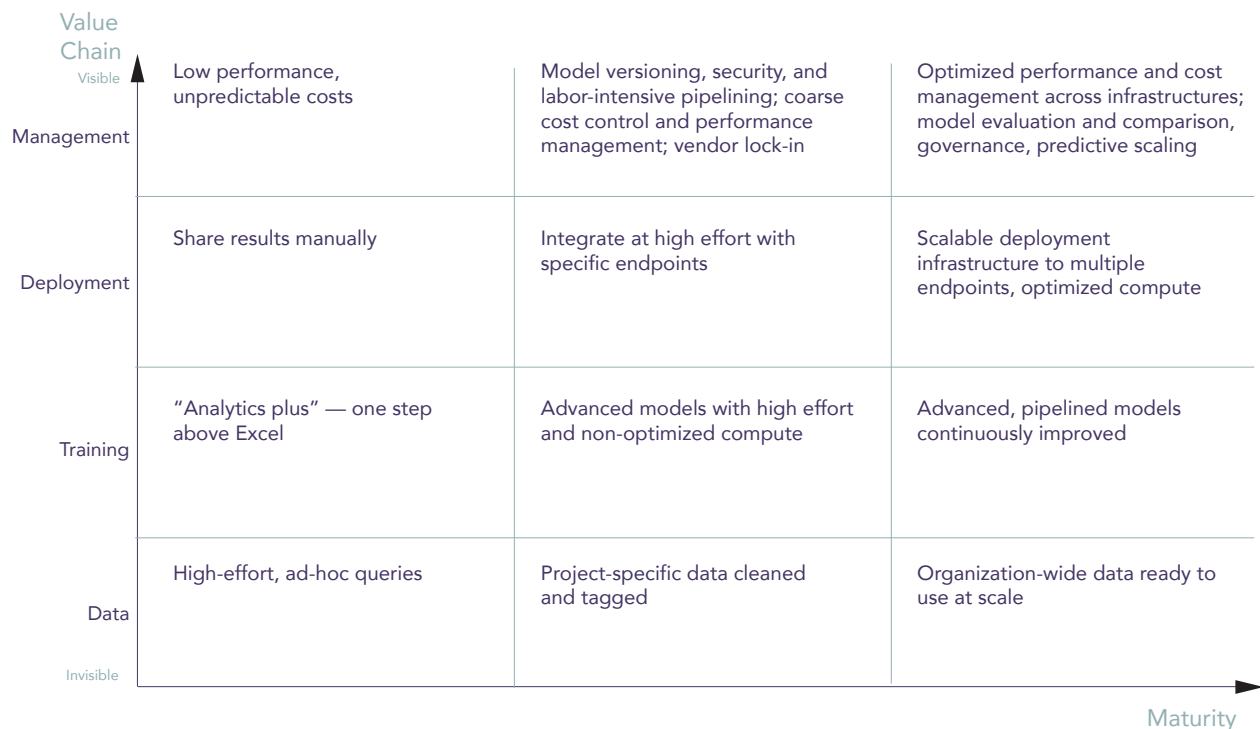 Value
Chain
Visible
Management
Low performance,
unpredictable costs
Model versioning, security, and
labor-intensive pipelining; coarse
cost control and performance
management; vendor lock-in
Optimized performance and cost
management across infrastructures;
model evaluation and comparison,
governance, predictive scaling
Deployment
Share results manually
Integrate at high effort with
specific endpoints
Scalable deployment
infrastructure to multiple
endpoints, optimized compute
Training
“Analytics plus” — one step
above Excel
Advanced models with high effort
and non-optimized compute
Advanced, pipelined models
continuously improved
Data
High-effort, ad-hoc queries
Project-specific data cleaned
and tagged
Organization-wide data ready to
use at scale
Invisible
Maturity